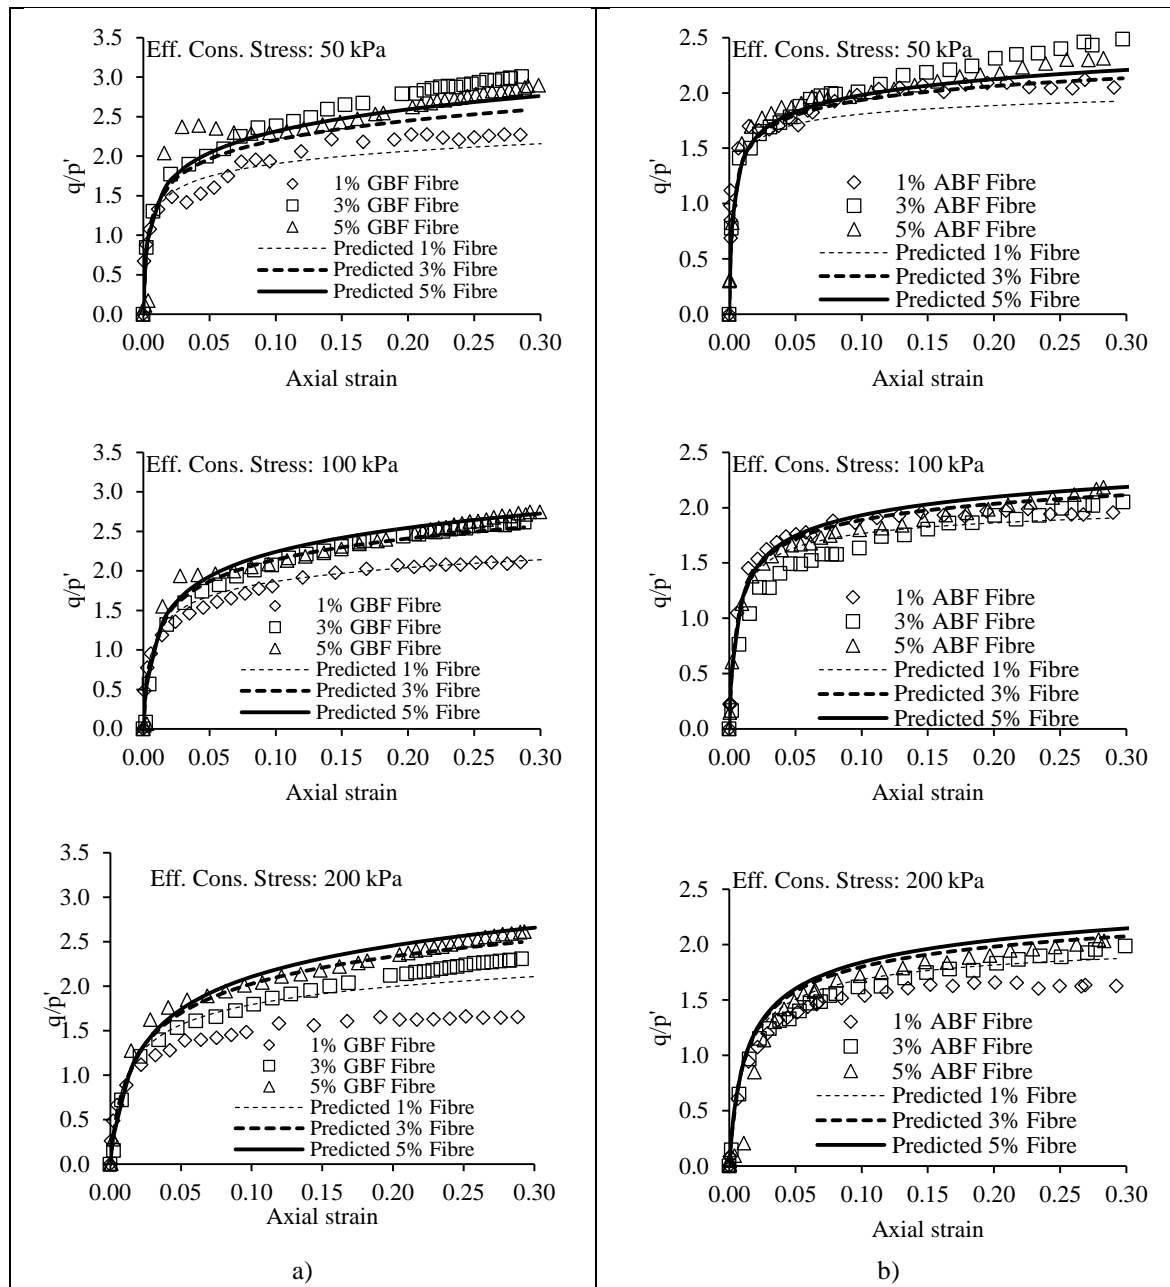 3.5
Eff. Cons. Stress: 50 kPa
3.0
2.5
2.0
1.5
1.0
0.5
0.0
q/p'
1% GBF Fibre
3% GBF Fibre
5% GBF Fibre
Predicted 1% Fibre
Predicted 3% Fibre
Predicted 5% Fibre
0.00 0.05 0.10 0.15 0.20 0.25 0.30
Axial strain
3.5
Eff. Cons. Stress: 100 kPa
3.0
2.5
2.0
1.5
1.0
0.5
0.0
q/p'
1% GBF Fibre
3% GBF Fibre
5% GBF Fibre
Predicted 1% Fibre
Predicted 3% Fibre
Predicted 5% Fibre
0.00 0.05 0.10 0.15 0.20 0.25 0.30
Axial strain
3.5
Eff. Cons. Stress: 200 kPa
3.0
2.5
2.0
1.5
1.0
0.5
0.0
q/p'
1% GBF Fibre
3% GBF Fibre
5% GBF Fibre
Predicted 1% Fibre
Predicted 3% Fibre
Predicted 5% Fibre
0.00 0.05 0.10 0.15 0.20 0.25 0.30
Axial strain
a)
2.5
Eff. Cons. Stress: 50 kPa
2.0
1.5
1.0
0.5
0.0
q/p'
1% ABF Fibre
3% ABF Fibre
5% ABF Fibre
Predicted 1% Fibre
Predicted 3% Fibre
Predicted 5% Fibre
0.00 0.05 0.10 0.15 0.20 0.25 0.30
Axial strain
2.5
Eff. Cons. Stress: 100 kPa
2.0
1.5
1.0
0.5
0.0
q/p'
1% ABF Fibre
3% ABF Fibre
5% ABF Fibre
Predicted 1% Fibre
Predicted 3% Fibre
Predicted 5% Fibre
0.00 0.05 0.10 0.15 0.20 0.25 0.30
Axial strain
2.5
Eff. Cons. Stress: 200 kPa
2.0
1.5
1.0
0.5
0.0
q/p'
1% ABF Fibre
3% ABF Fibre
5% ABF Fibre
Predicted 1% Fibre
Predicted 3% Fibre
Predicted 5% Fibre
0.00 0.05 0.10 0.15 0.20 0.25 0.30
Axial strain
b)